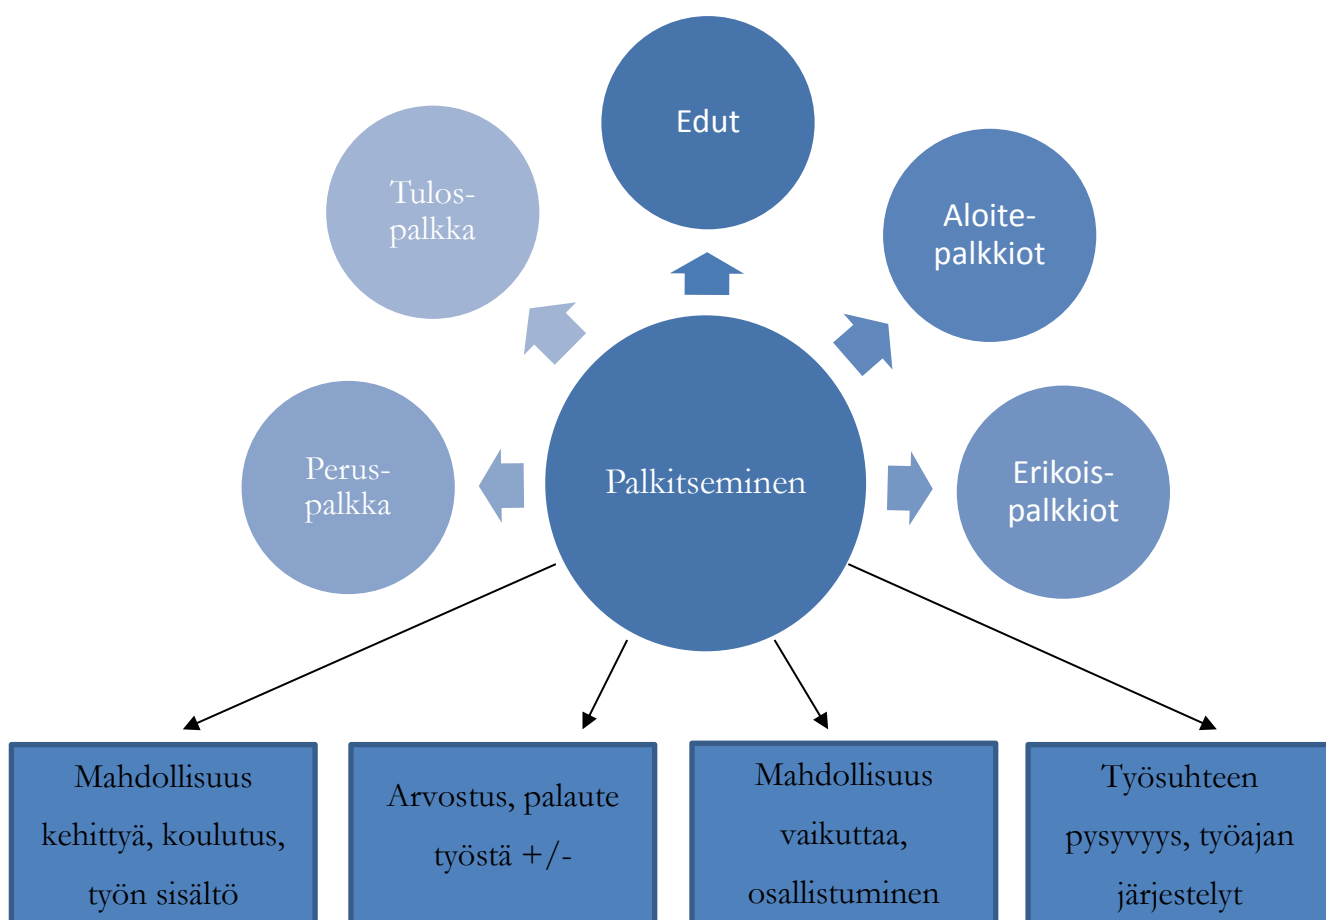 Edut
Tulos-
palkka
Aloite-
palkkiot
Perus-
palkka
Palkitseminen
Erikois-
palkkiot
Mahdollisuus
kehittyä, koulutus,
työn sisältö
Arvostus, palaute
työstä +/-
Mahdollisuus
vaikuttaa,
osallistuminen
Työsuhteen
pysyvyys, työajan
järjestelyt